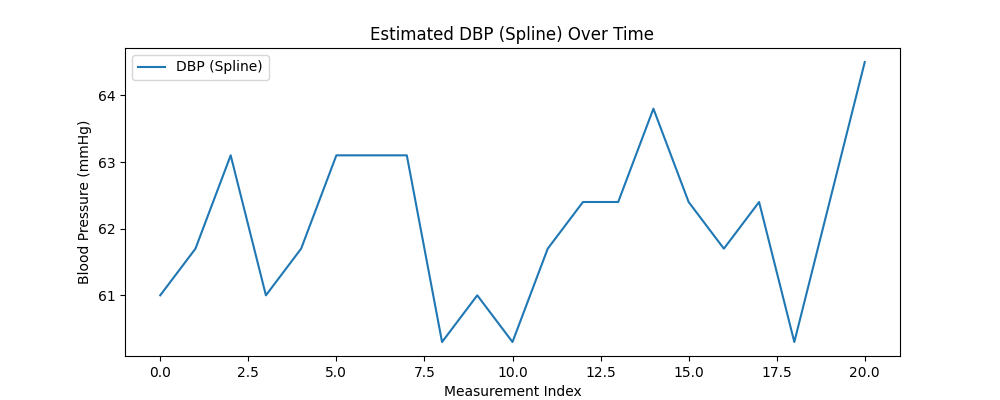 Estimated DBP (Spline) Over Time
DBP (Spline)
Blood Pressure (mmHg)
64
63
62
61
0.0 2.5 5.0 7.5 10.0 12.5 15.0 17.5 20.0
Measurement Index